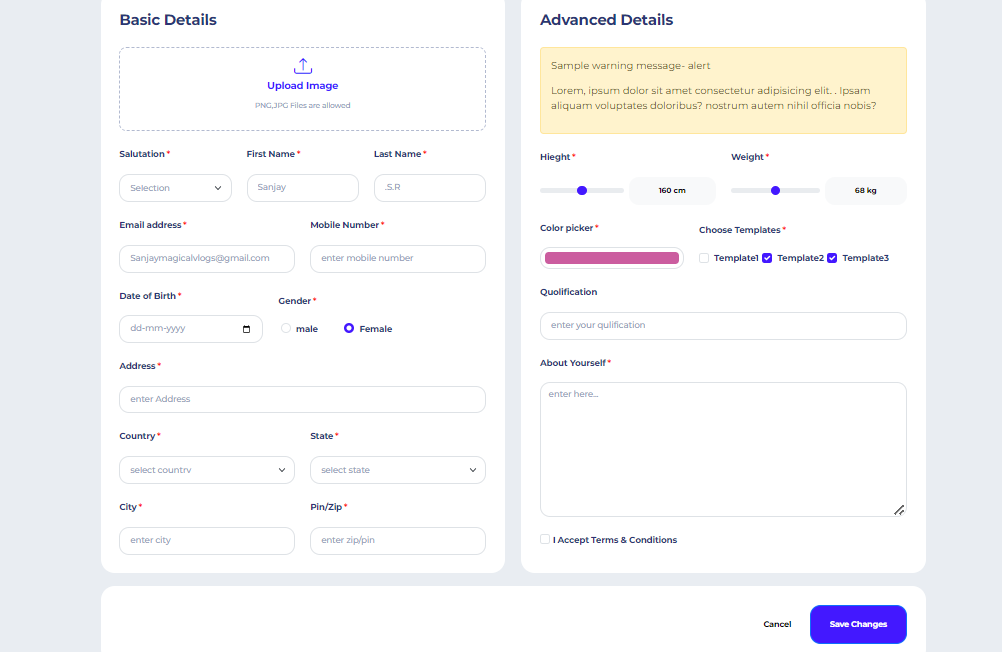 Basic Details
Upload Image
PNG,JPG Files are allowed
Salutation * First Name * Last Name *
Selection Sanjay .S.R
Email address * Mobile Number *
Sanjaymagicalvlogs@gmail.com enter mobile number
Date of Birth * Gender *
dd-mm-yyyy male Female
Address *
enter Address
Country * State *
select country select state
City * Pin/Zip *
enter city enter zip/pin
Advanced Details
Sample warning message- alert
Lorem, ipsum dolor sit amet consectetur adipisicing elit. . Ipsam
aliquam voluptates doloribus? nostrum autem nihil officia nobis?
Hieght * Weight *
160 cm 68 kg
Color picker * Choose Templates *
Template1 Template2 Template3
Quolification
enter your qulification
About Yourself *
enter here...
I Accept Terms & Conditions
Cancel Save Changes